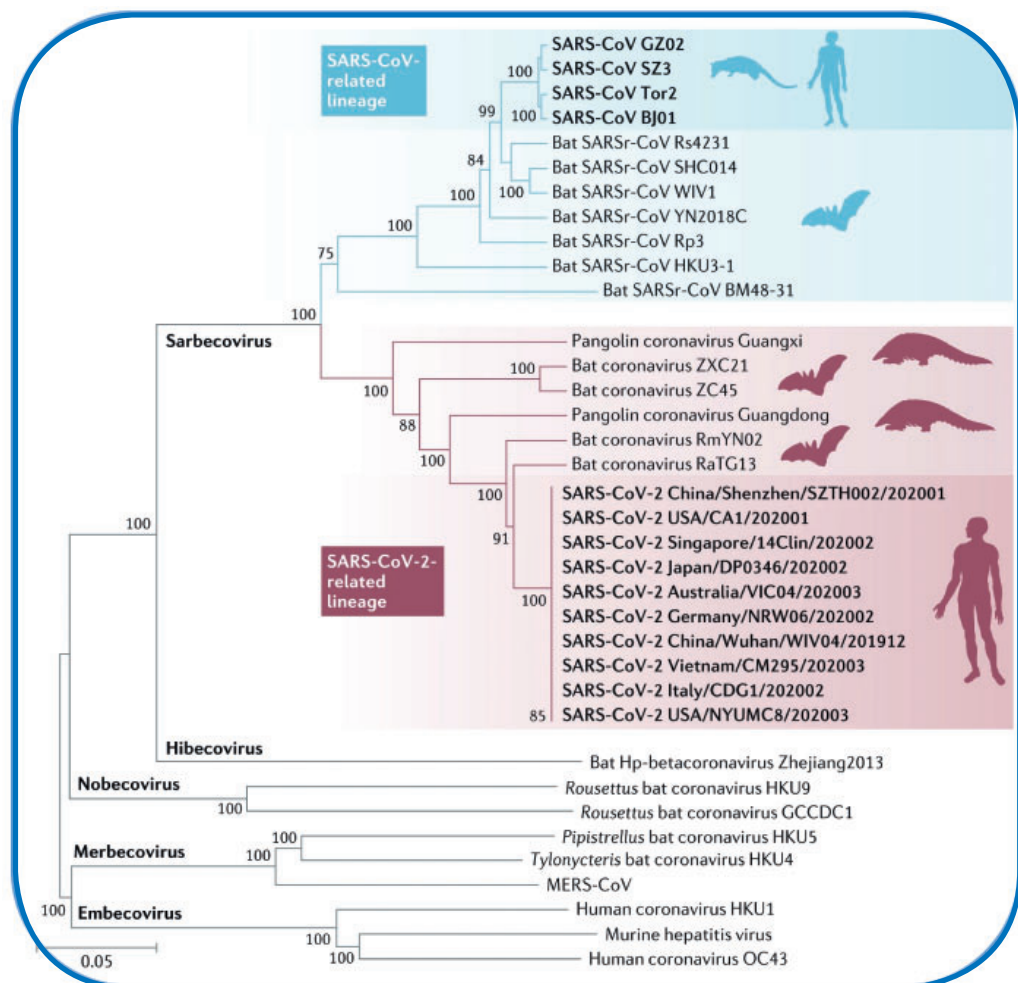 SARS-CoV-
related
lineage
SARS-CoV GZ02
SARS-CoV SZ3
SARS-CoV Tor2
SARS-CoV BJ01
100
100
99
Bat SARSr-CoV Rs4231
Bat SARSr-CoV SHC014
Bat SARSr-CoV WIV1
100
84
Bat SARSr-CoV YN2018C
100
Bat SARSr-CoV Rp3
100
Bat SARSr-CoV HKU3-1
75
Bat SARSr-CoV BM48-31
100
Sarbecovirus
Pangolin coronavirus Guangxi
Bat coronavirus ZXC21
100
Bat coronavirus ZC45
100
Pangolin coronavirus Guangdong
88
Bat coronavirus RmYN02
100
Bat coronavirus RaTG13
100
SARS-CoV-2 China/Shenzhen/SZTH002/202001
SARS-CoV-2 USA/CA1/202001
100
91
SARS-CoV-2 Singapore/14Clin/202002
SARS-CoV-2-
related
lineage
SARS-CoV-2 Japan/DP0346/202002
SARS-CoV-2 Australia/VIC04/202003
100
SARS-CoV-2 Germany/NRW06/202002
SARS-CoV-2 China/Wuhan/WIV04/201912
SARS-CoV-2 Vietnam/CM295/202003
SARS-CoV-2 Italy/CDG1/202002
85
SARS-CoV-2 USA/NYUMC8/202003
Hibecovirus
Bat Hp-betacoronavirus Zhejiang2013
Nobecovirus
Rousettus bat coronavirus HKU9
100
Rousettus bat coronavirus GCCDC1
Merbecovirus
100
Pipistrellus bat coronavirus HKU5
100
Tylonycteris bat coronavirus HKU4
MERS-CoV
100
Embecovirus
Human coronavirus HKU1
100
Murine hepatitis virus
100
Human coronavirus OC43
0.05